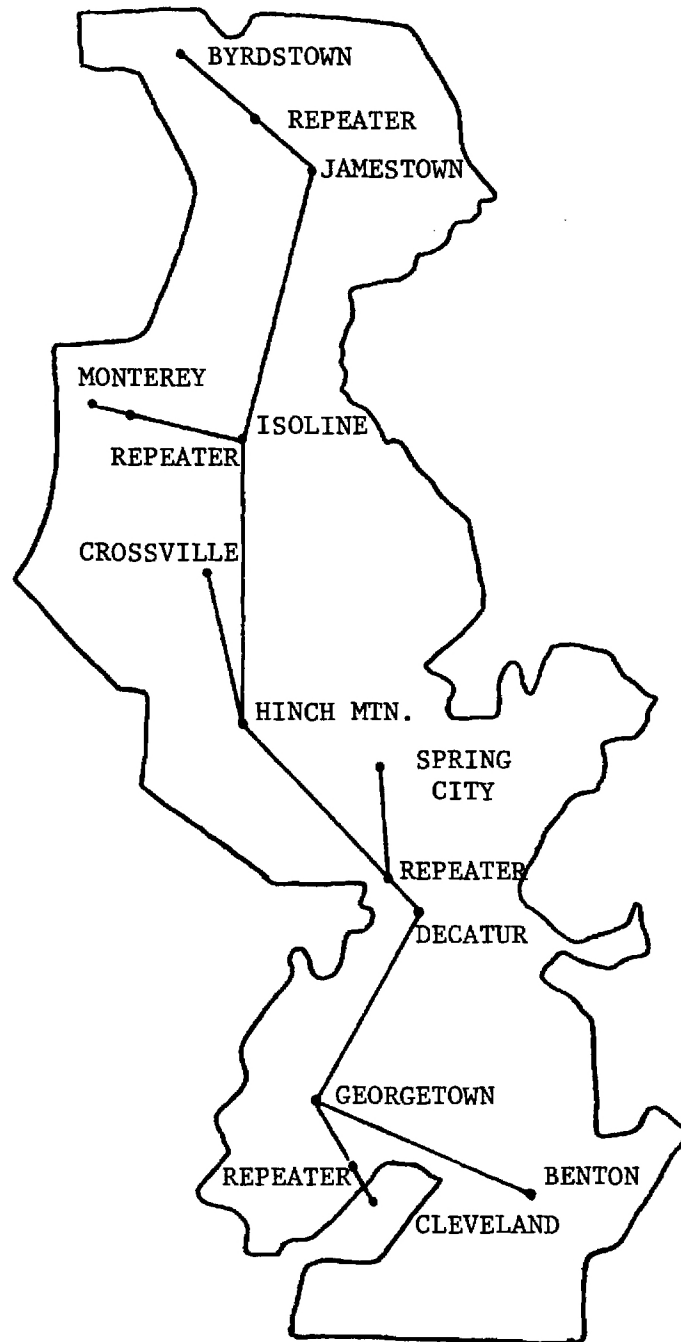 BYRDSTOWN
REPEATER
JAMESTOWN
MONTEREY
ISOLINE
REPEATER
CROSSVILLE
HINCH MTN.
SPRING
CITY
REPEATER
DECATUR
GEORGETOWN
REPEATER
BENTON
CLEVELAND